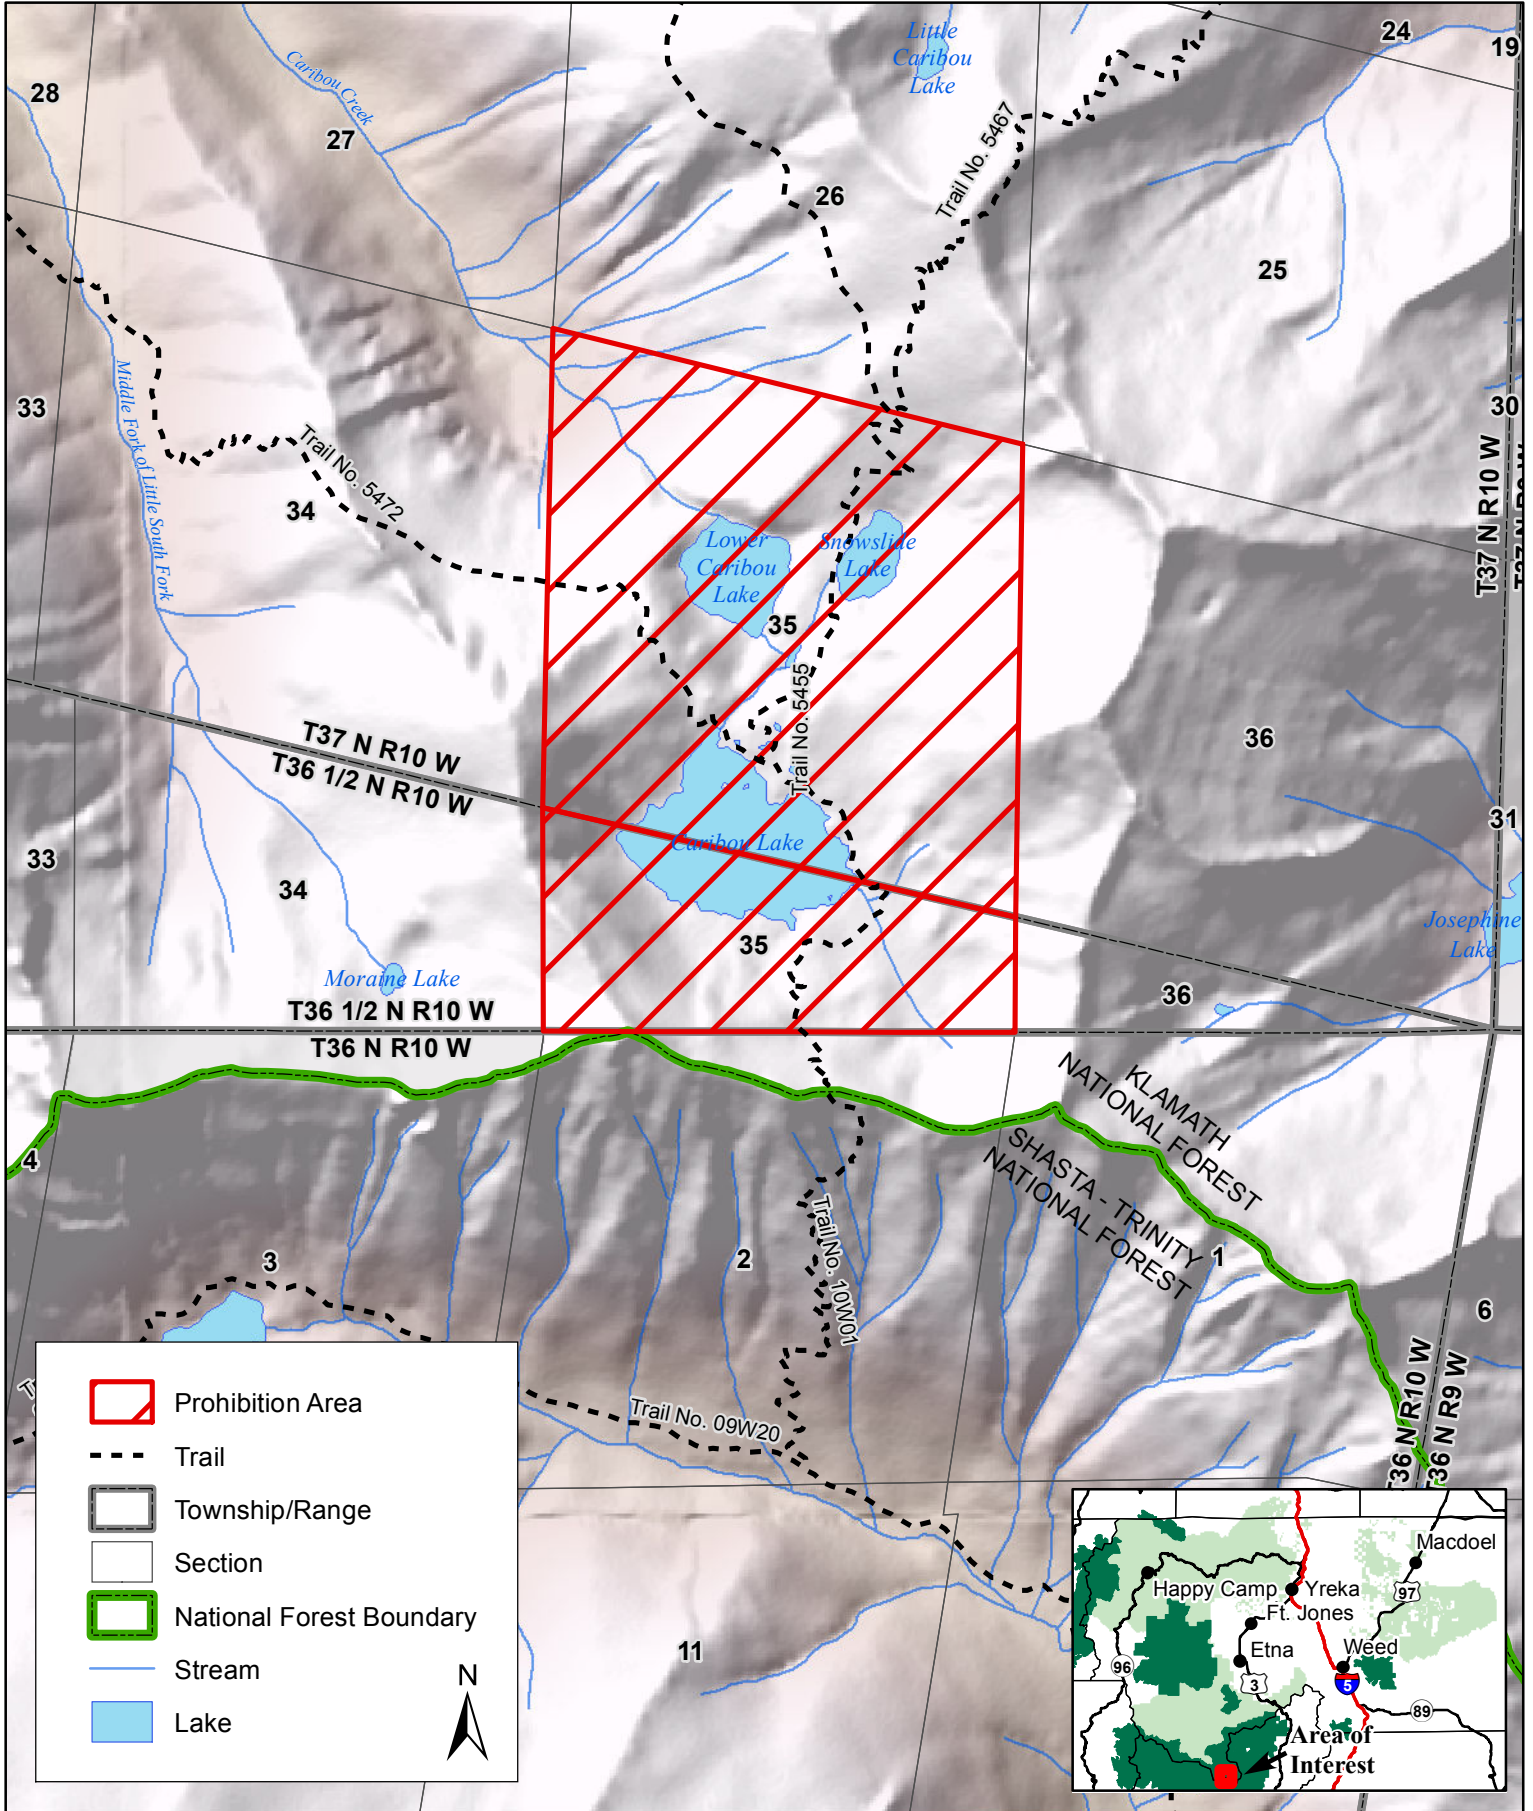 Little
Caribou
Lake
24
19
Caribou Creek
28
27
Trail No. 5467
26
25
Middle Fork of Little South Fork
33
30
Trail No. 5472
34
T37 N R10 W
Lower
Caribou
Lake
Snowslide
Lake
35
Trail No. 5455
T37 N R10 W
T36 1/2 N R10 W
36
31
Caribou Lake
33
34
35
Josephine
Lake
Moraine Lake
36
T36 1/2 N R10 W
T36 N R10 W
KLAMATH
NATIONAL FOREST
SHASTA - TRINITY
NATIONAL FOREST
4
3
2
1
Trail No. 10W01
6
T36 N R10 W
T36 N R9 W
Trail No. 09W20
11
Prohibition Area
Trail
Township/Range
Section
National Forest Boundary
Stream
Lake
N
Macdoel
Happy Camp
Yreka
97
Ft. Jones
Etna
Weed
96
3
5
89
Area of
Interest